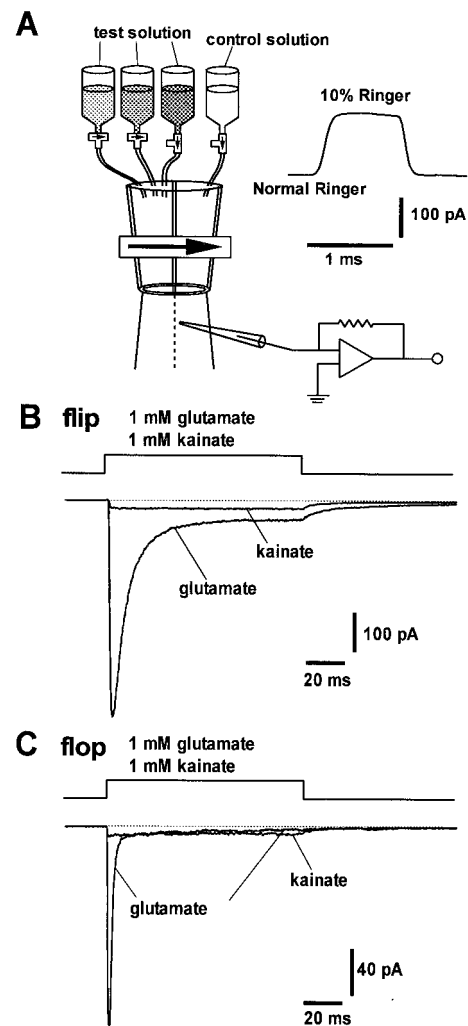 A
test solution
control solution
10% Ringer
Normal Ringer
100 pA
1 ms
B flip
1 mM glutamate
1 mM kainate
kainate
glutamate
100 pA
20 ms
C flop
1 mM glutamate
1 mM kainate
kainate
glutamate
40 pA
20 ms